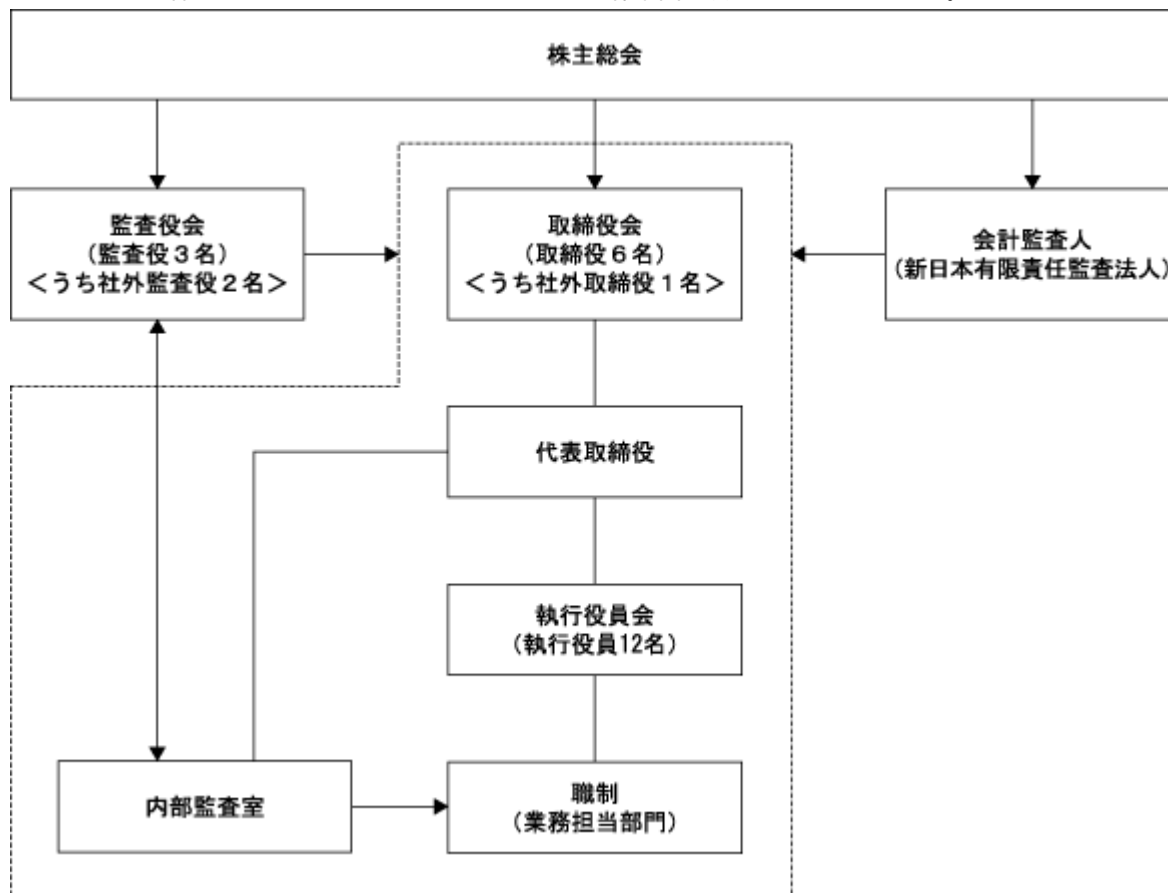 株主総会
監査役会
(監査役3名)
<うち社外監査役2名>
取締役会
(取締役6名)
<うち社外取締役1名>
会計監査人
(新日本有限責任監査法人)
代表取締役
執行役員会
(執行役員12名)
内部監査室
職制
(業務担当部門)